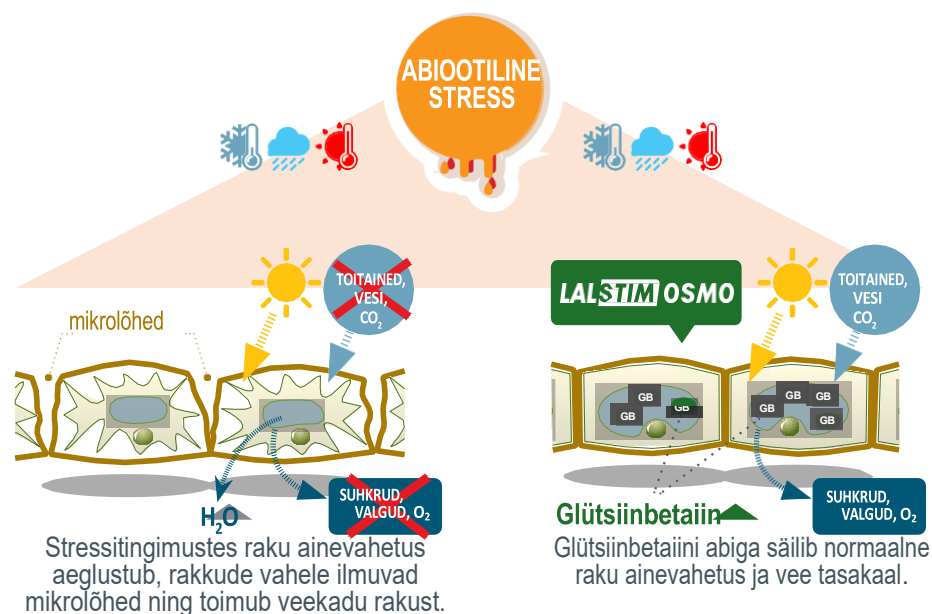 ABIOOTILINE
STRESS
TOITAINED,
VESI,
CO2
mikrolõhed
H2O
SUHKRUD,
VALGUD, O2
Stressitingimustes raku ainevahetus
aeglustub, rakkude vahele ilmuvad
mikrolõhed ning toimub veekadu rakust.
LALSTIM OSMO
TOITAINED,
VESI
CO2
GB
GB
GB
GB
GB
GB
GB
Glütsiinbetaiin
SUHKRUD,
VALGUD, O2
Glütsiinbetaiini abiga säilib normaalne
raku ainevahetus ja vee tasakaal.